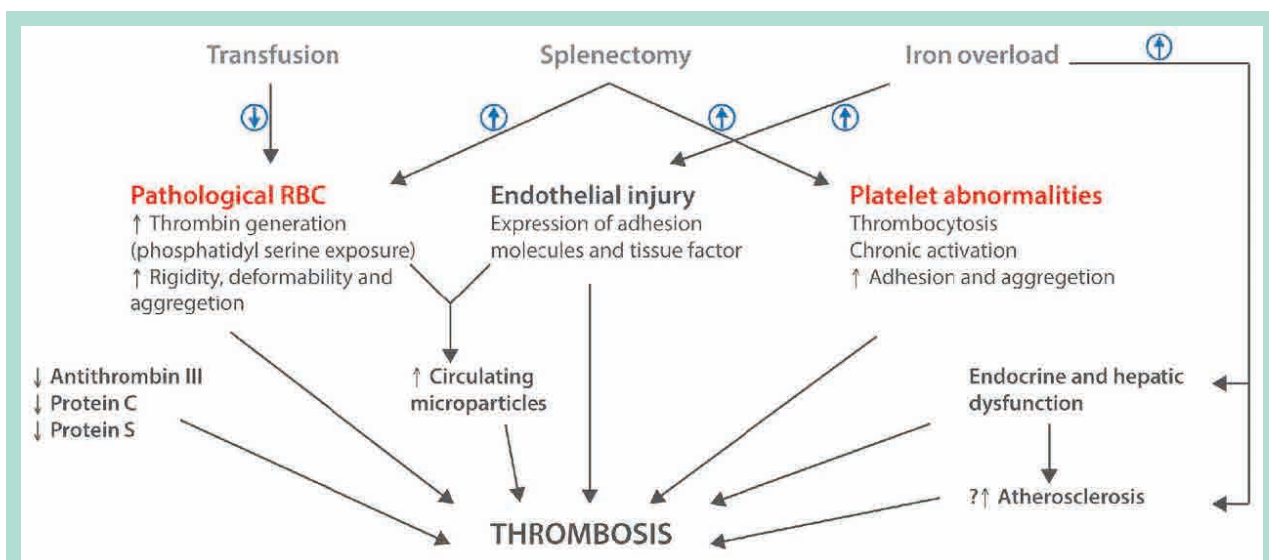 Transfusion
Splenectomy
Iron overload
Pathological RBC
↑ Thrombin generation
(phosphatidyl serine exposure)
↑ Rigidity, deformability and
aggregetion
Endothelial injury
Expression of adhesion
molecules and tissue factor
Platelet abnormalities
Thrombocytosis
Chronic activation
↑ Adhesion and aggregation
↓ Antithrombin III
↓ Protein C
↓ Protein S
↑ Circulating
microparticles
Endocrine and hepatic
dysfunction
?↑ Atherosclerosis
THROMBOSIS